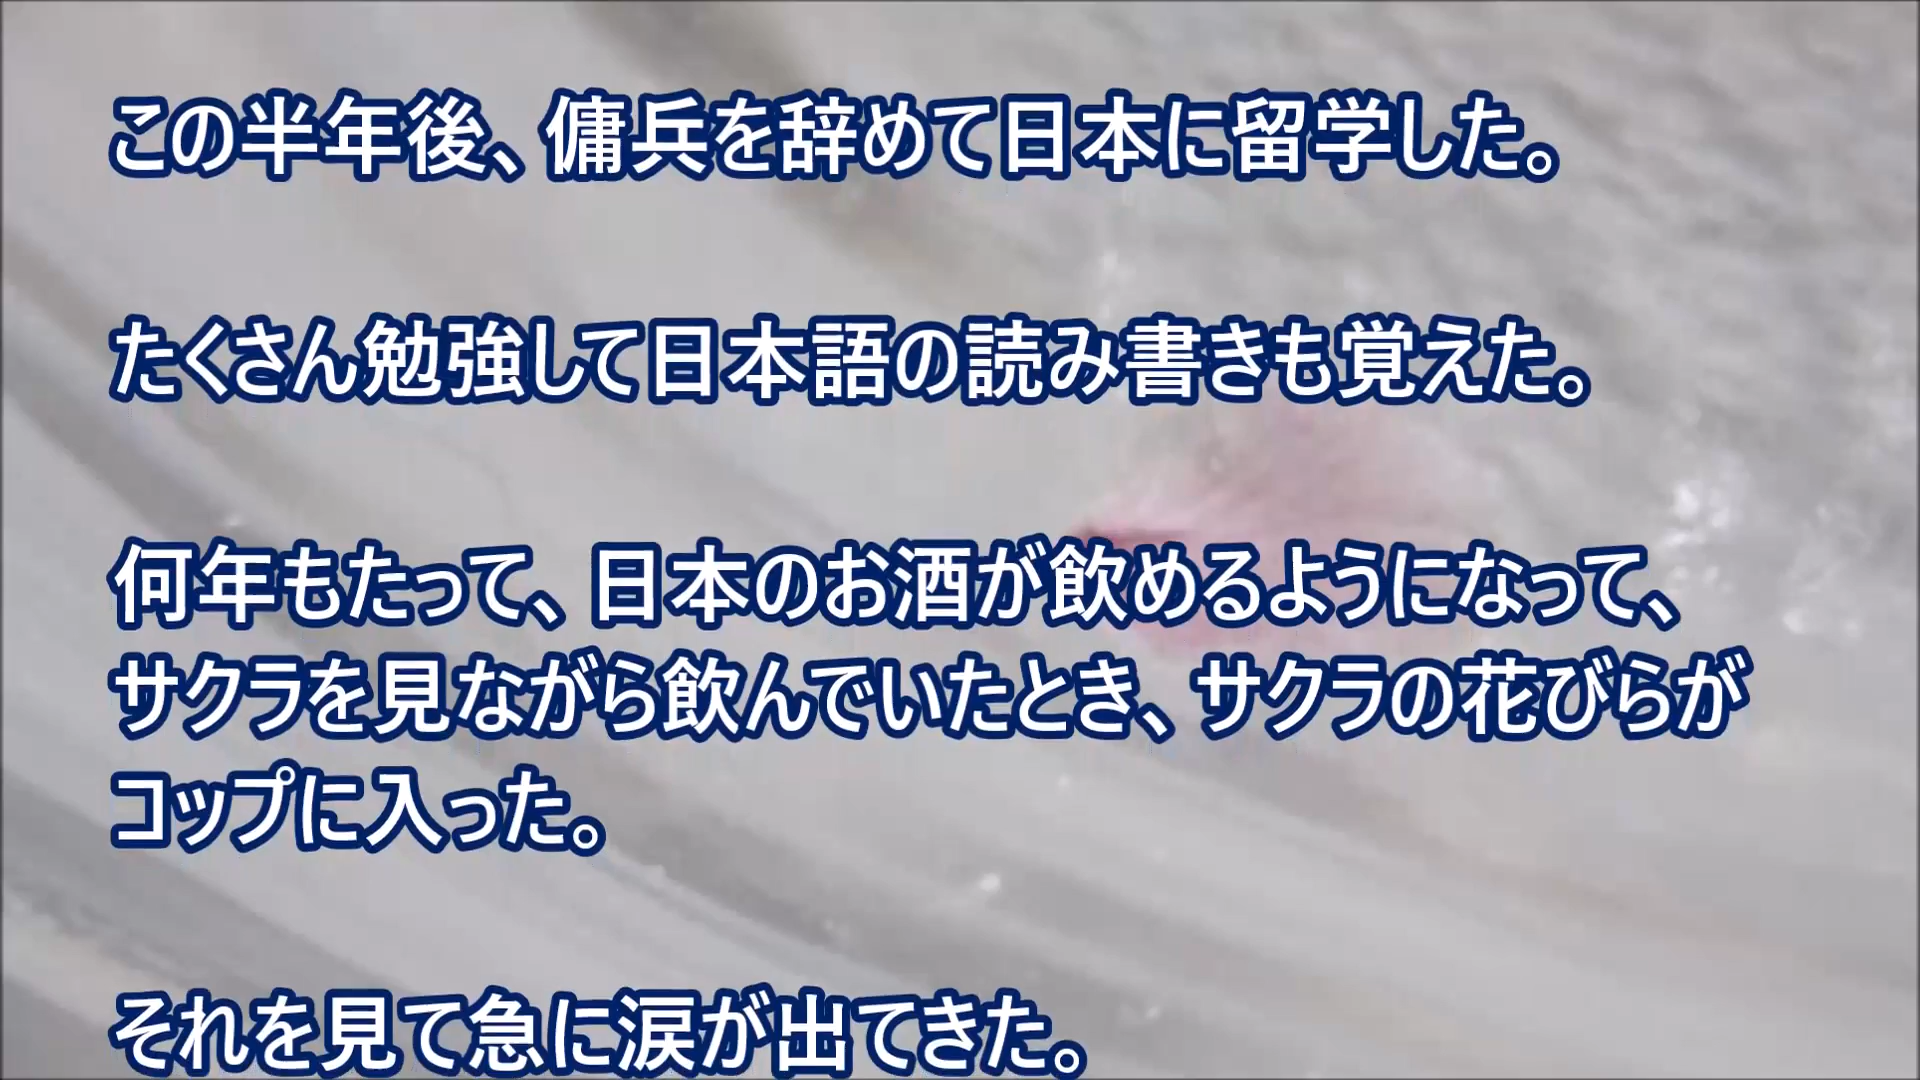 この半年後、傭兵を辞めて日本に留学した。
たくさん勉強して日本語の読み書きも覚えた。
何年もたって、日本のお酒が飲めるようになって、
サクラを見ながら飲んでいたとき、サクラの花びらが
コップに入った。
それを見て急に涙が出てきた。